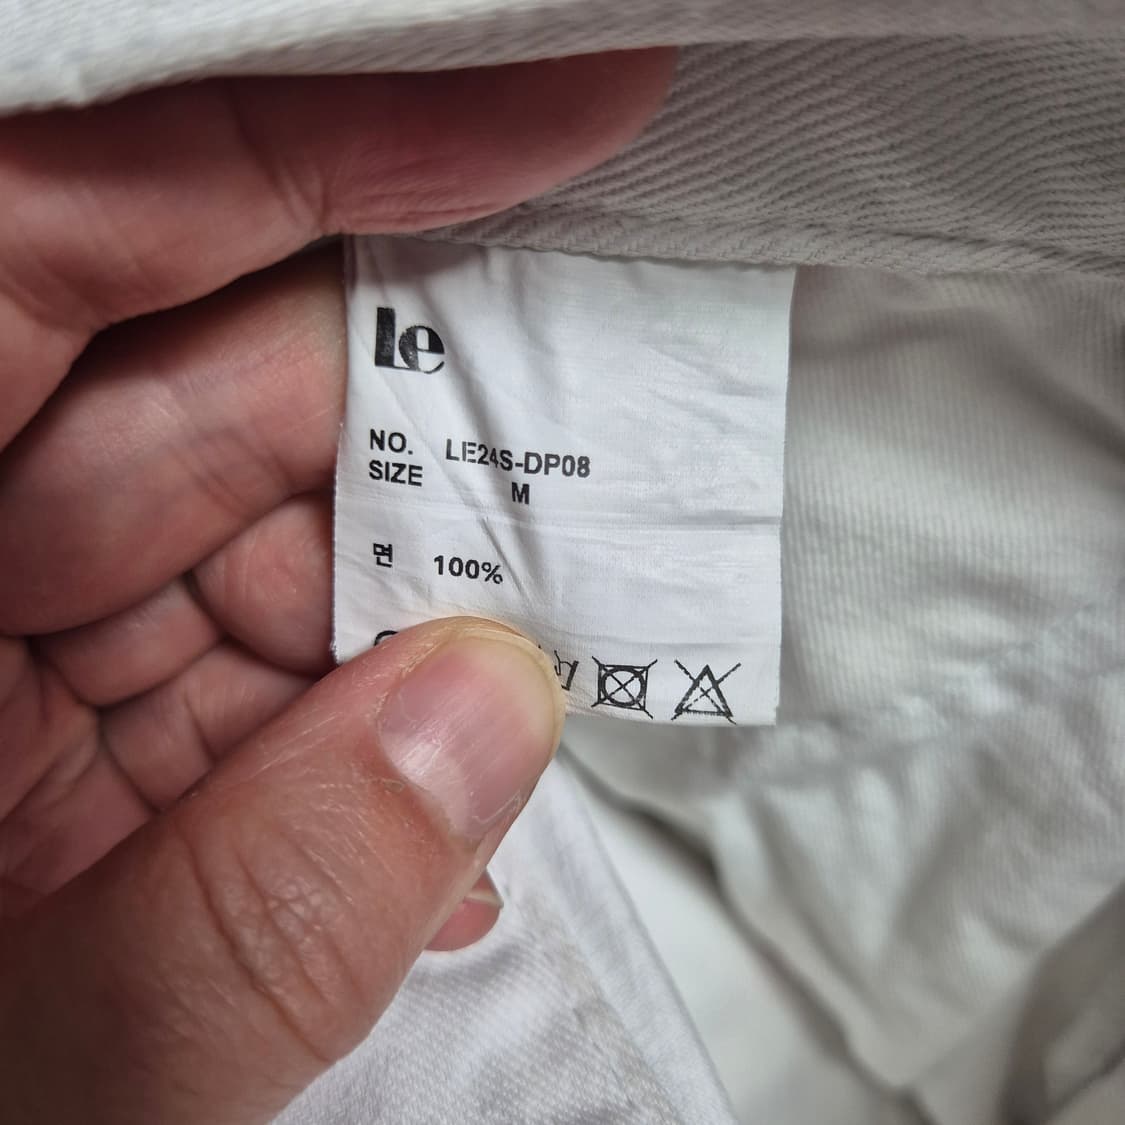 Le
NO. LE24S-DP08
SIZE M
면 100%